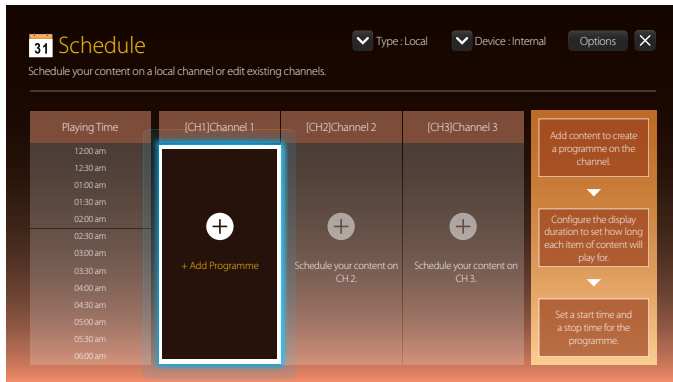 31 Schedule
Type : Local
Device : Internal
Options
Schedule your content on a local channel or edit existing channels.
Playing Time
[CH1]Channel 1
[CH2]Channel 2
[CH3]Channel 3
12:00 am
12:30 am
01:00 am
01:30 am
02:00 am
02:30 am
03:00 am
03:30 am
04:00 am
04:30 am
05:00 am
05:30 am
06:00 am
+ Add Programme
Schedule your content on
CH 2.
Schedule your content on
CH 3.
Add content to create
a programme on the
channel.
Configure the display
duration to set how long
each item of content will
play for.
Set a start time and
a stop time for the
programme.